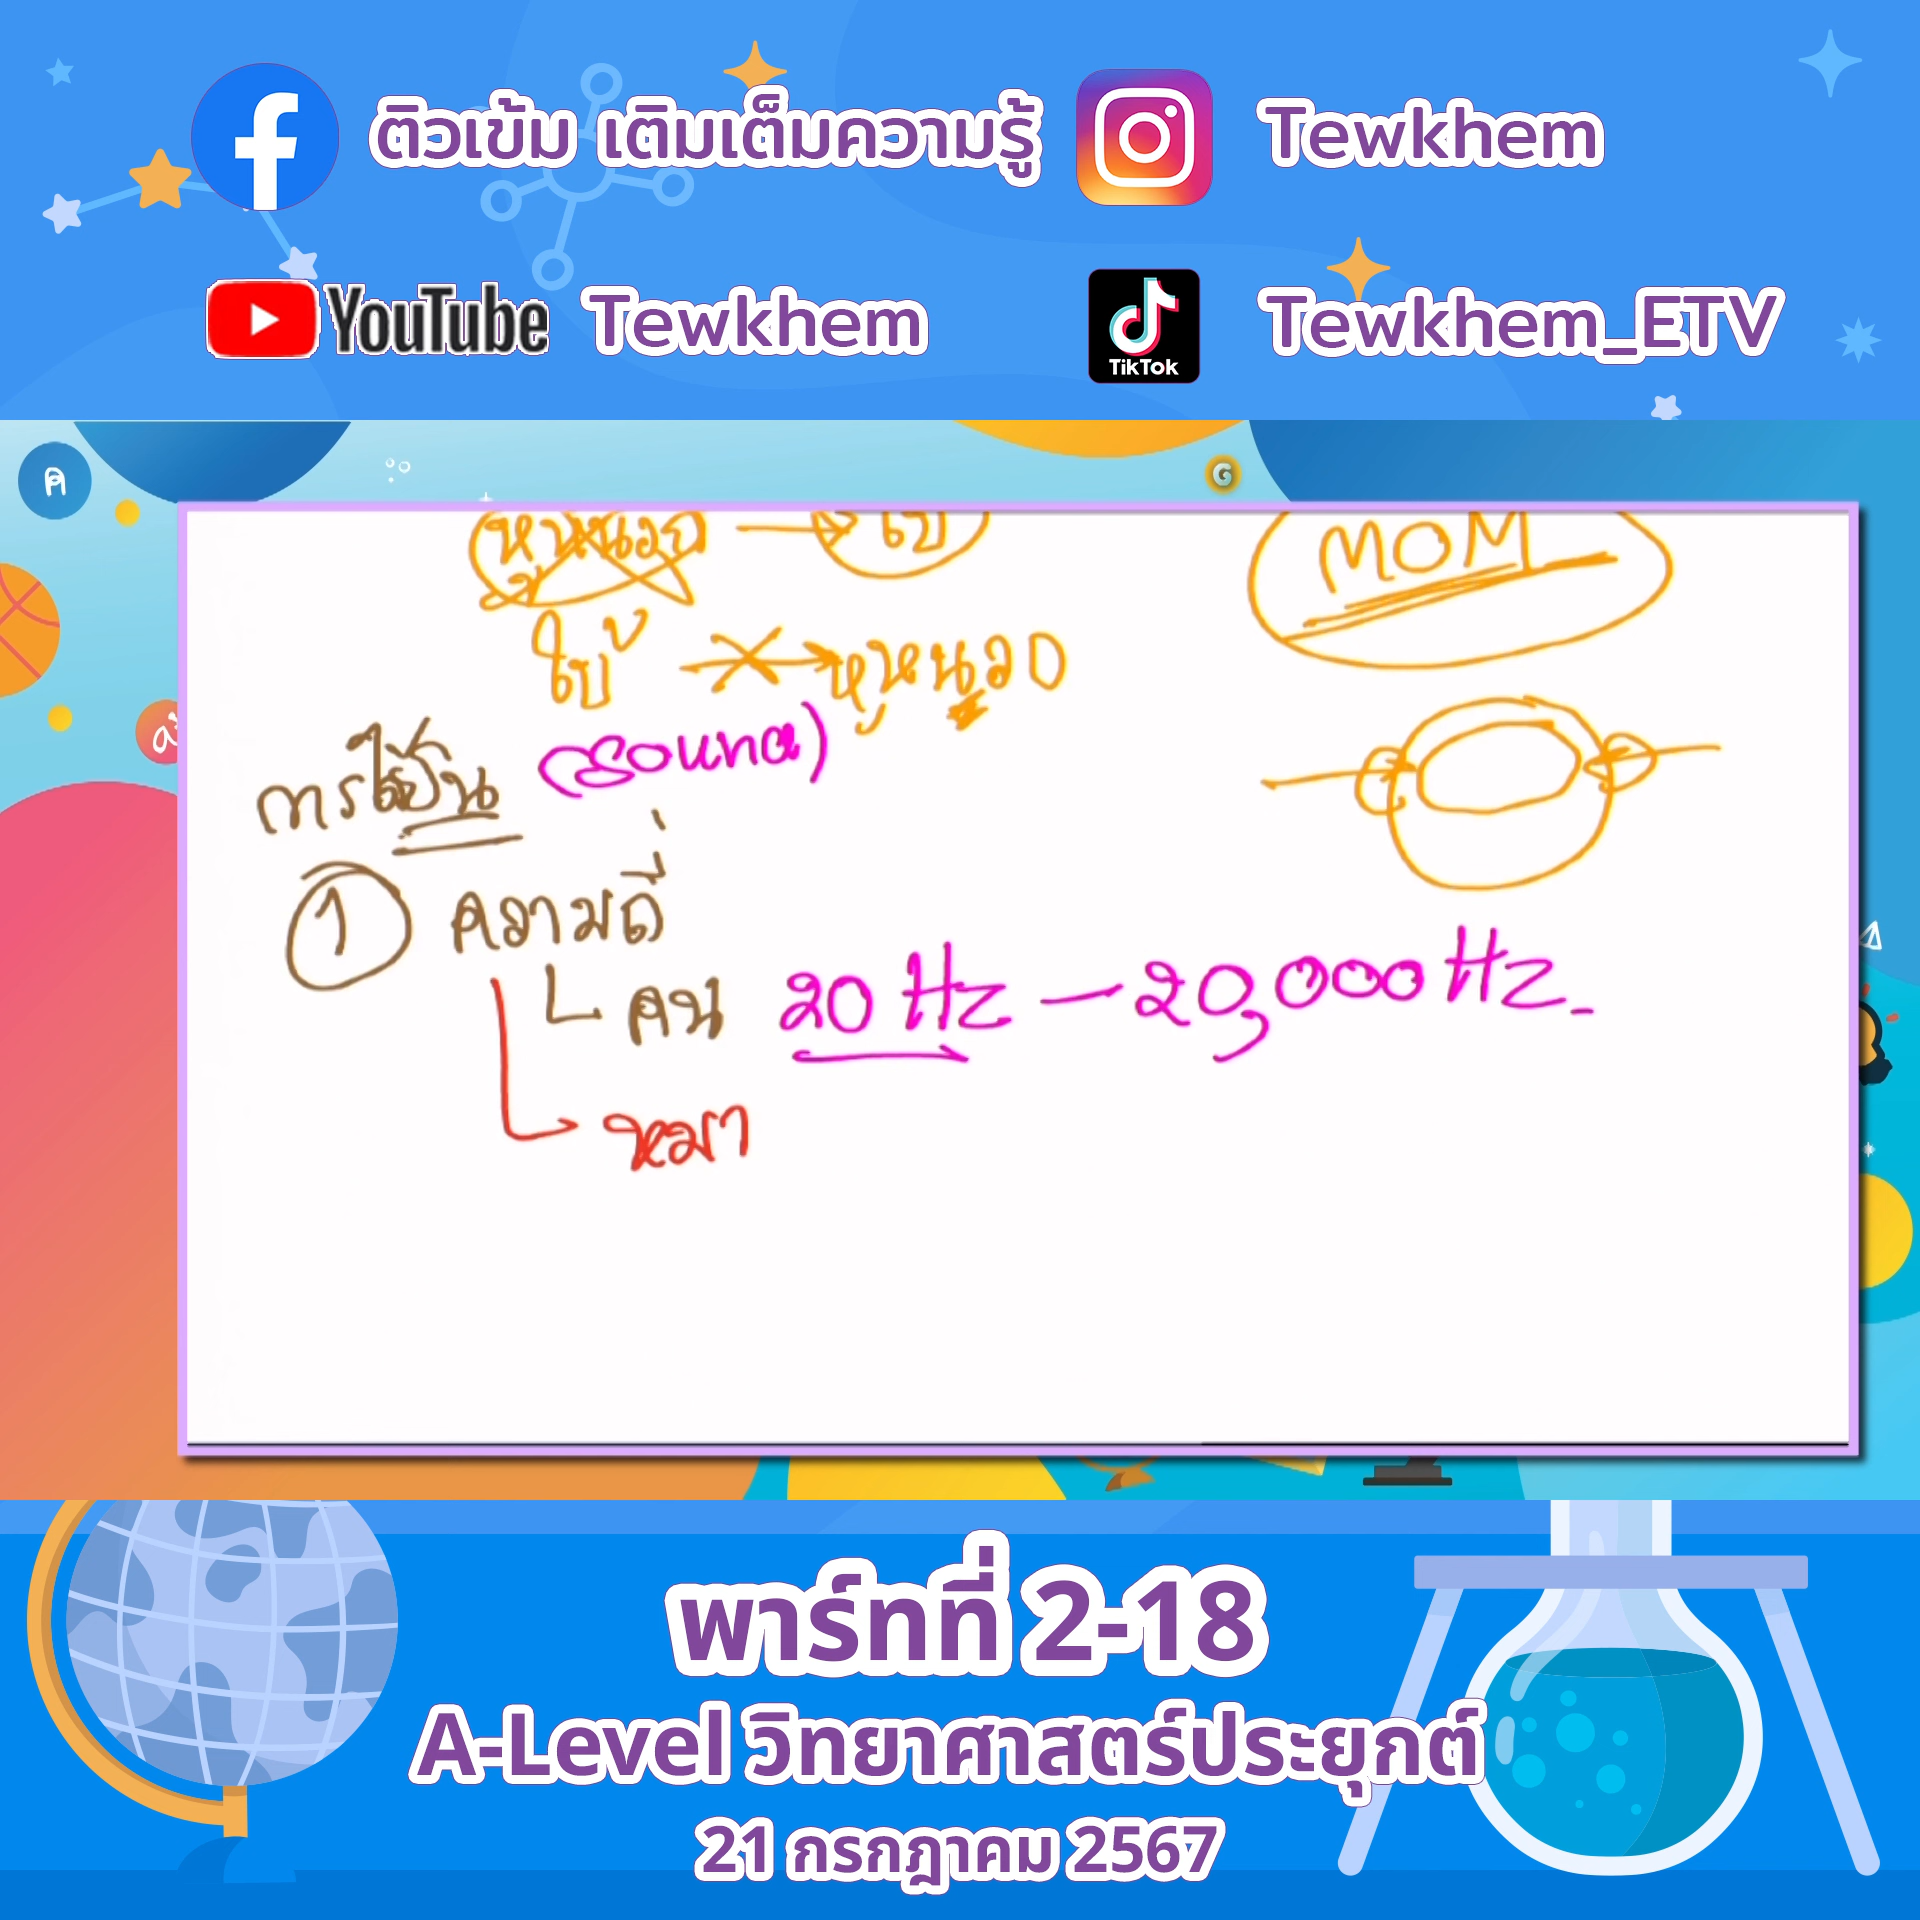 ติวเข้ม เติมเต็มความรู้ Tewkhem
YouTube Tewkhem TikTok Tewkhem_ETV
ค
G
หูหนวก → ใบ้
MOM
ใบ้ → หูหนวก
การได้ยิน (sound)
① ความถี่
คน 20 Hz – 20,000 Hz.
หมา
พาร์ทที่ 2-18
A-Level วิทยาศาสตร์ประยุกต์
21 กรกฎาคม 2567